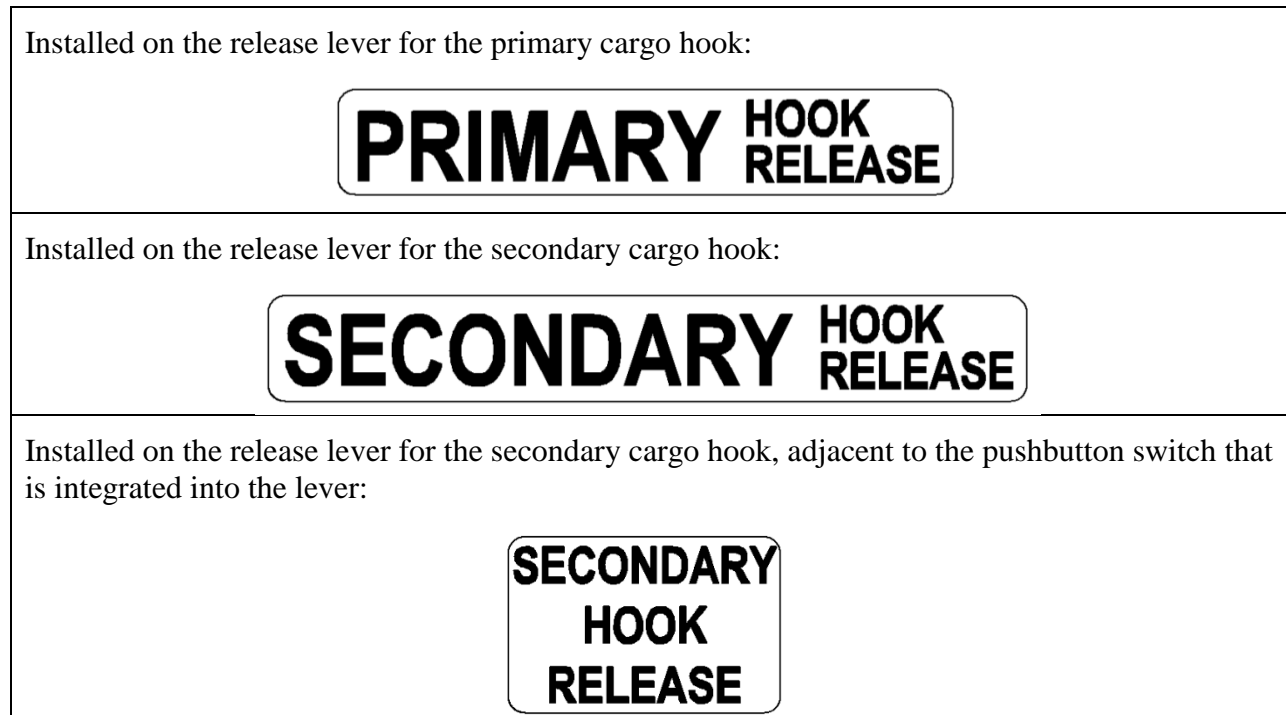 Installed on the release lever for the primary cargo hook:
PRIMARY HOOK
RELEASE
Installed on the release lever for the secondary cargo hook:
SECONDARY HOOK
RELEASE
Installed on the release lever for the secondary cargo hook, adjacent to the pushbutton switch that
is integrated into the lever:
SECONDARY
HOOK
RELEASE